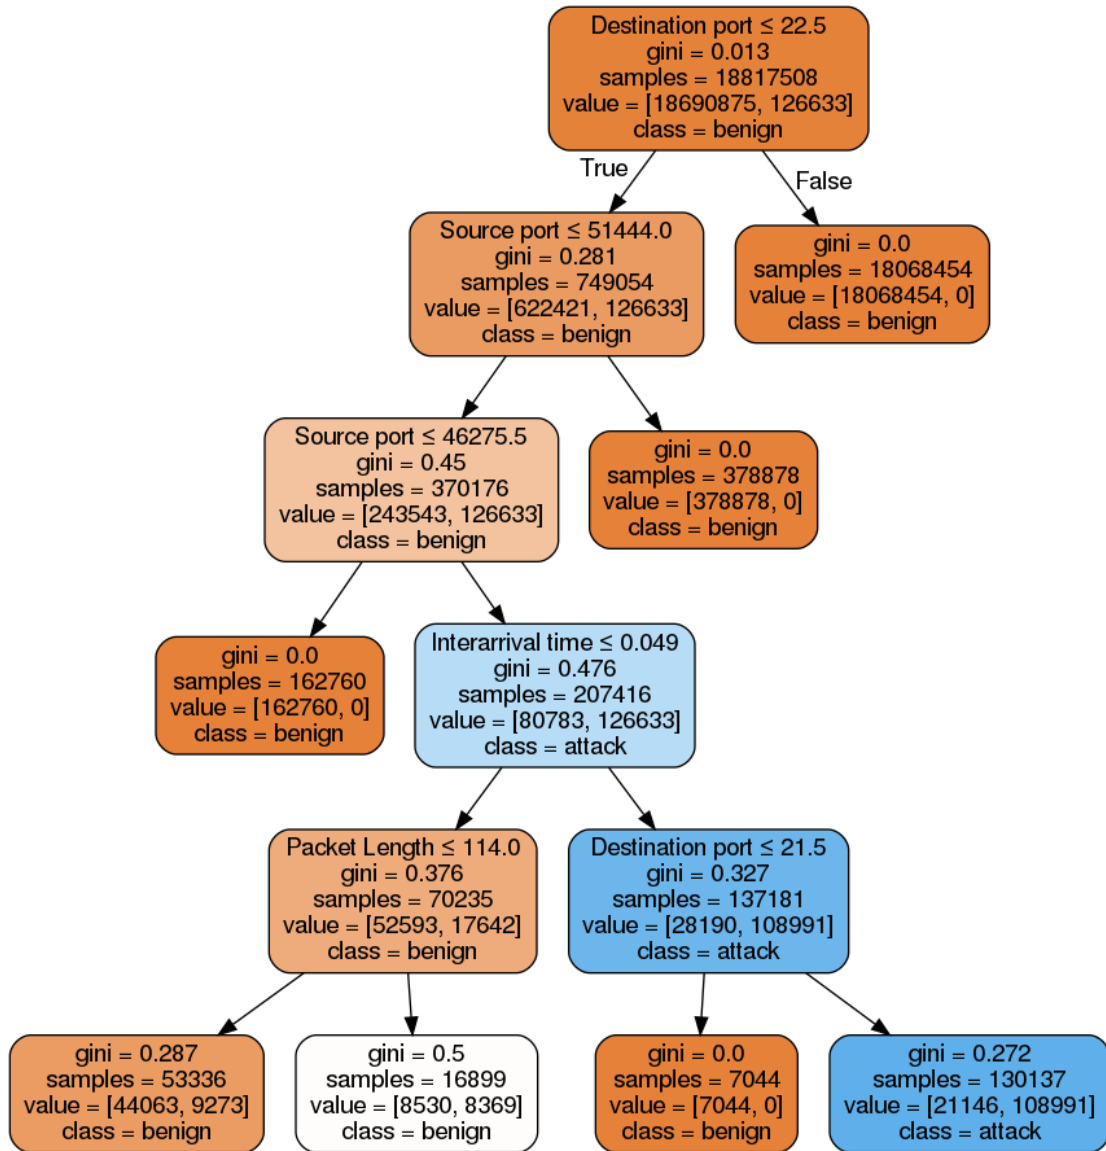 Destination port ≤ 22.5
gini = 0.013
samples = 18817508
value = [18690875, 126633]
class = benign
True
False
Source port ≤ 51444.0
gini = 0.281
samples = 749054
value = [622421, 126633]
class = benign
gini = 0.0
samples = 18068454
value = [18068454, 0]
class = benign
Source port ≤ 46275.5
gini = 0.45
samples = 370176
value = [243543, 126633]
class = benign
gini = 0.0
samples = 378878
value = [378878, 0]
class = benign
gini = 0.0
samples = 162760
value = [162760, 0]
class = benign
Interarrival time ≤ 0.049
gini = 0.476
samples = 207416
value = [80783, 126633]
class = attack
Packet Length ≤ 114.0
gini = 0.376
samples = 70235
value = [52593, 17642]
class = benign
Destination port ≤ 21.5
gini = 0.327
samples = 137181
value = [28190, 108991]
class = attack
gini = 0.287
samples = 53336
value = [44063, 9273]
class = benign
gini = 0.5
samples = 16899
value = [8530, 8369]
class = benign
gini = 0.0
samples = 7044
value = [7044, 0]
class = benign
gini = 0.272
samples = 130137
value = [21146, 108991]
class = attack